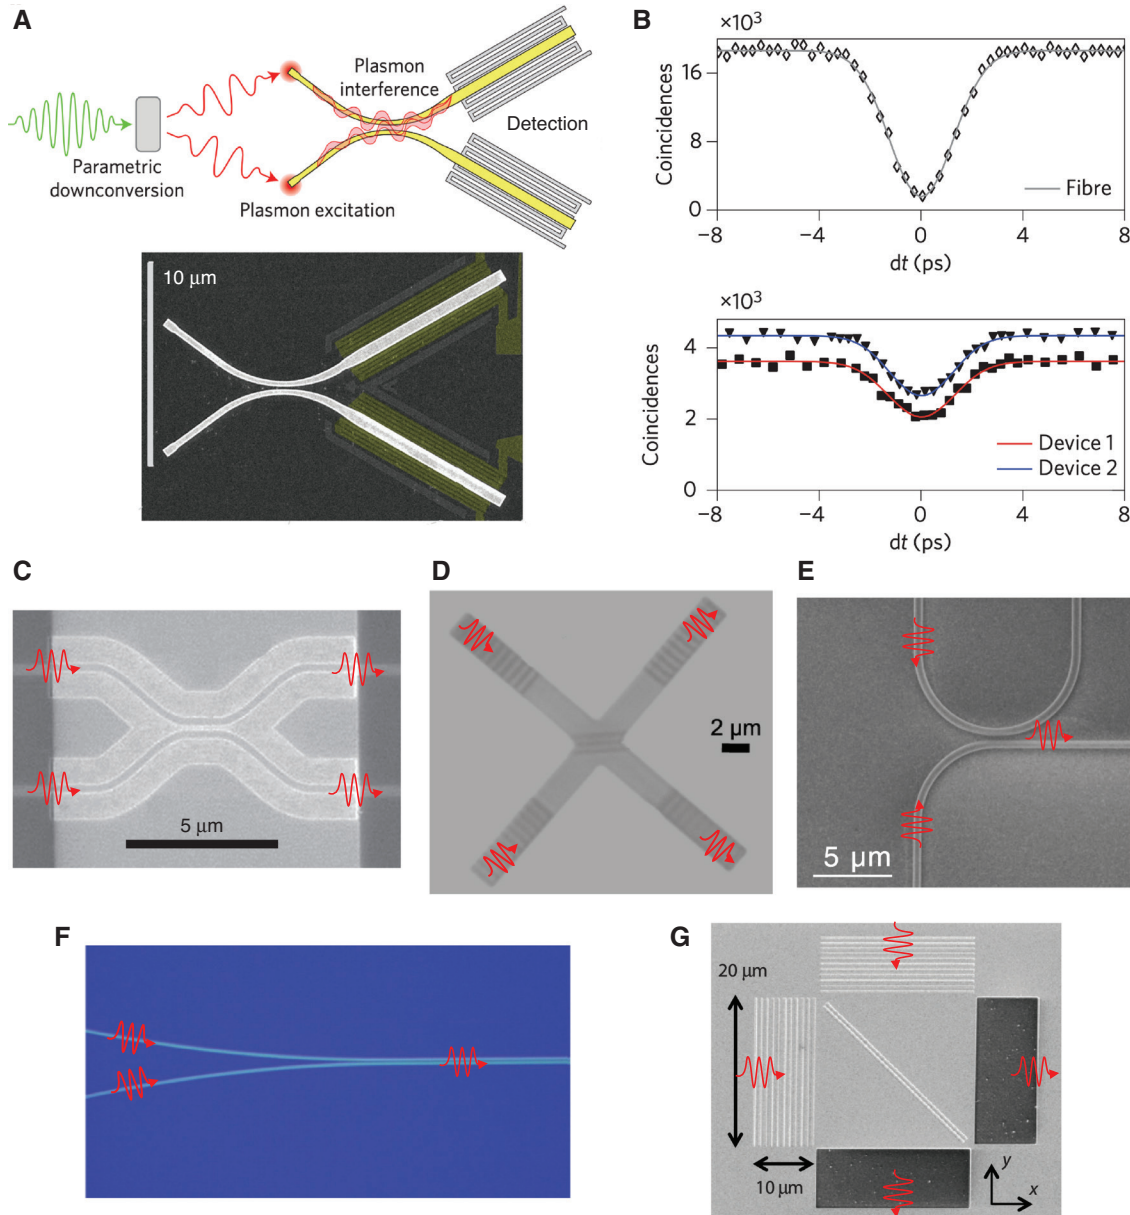 A
Parametric
downconversion
Plasmon
interference
Plasmon excitation
Detection
10 μm
B
×10³
16
8
0
Coincidences
Fibre
−8
−4
0
4
8
dt (ps)
×10³
4
2
0
Coincidences
Device 1
Device 2
−8
−4
0
4
8
dt (ps)
C
5 μm
D
2 μm
E
5 μm
F
G
20 μm
10 μm
y
x